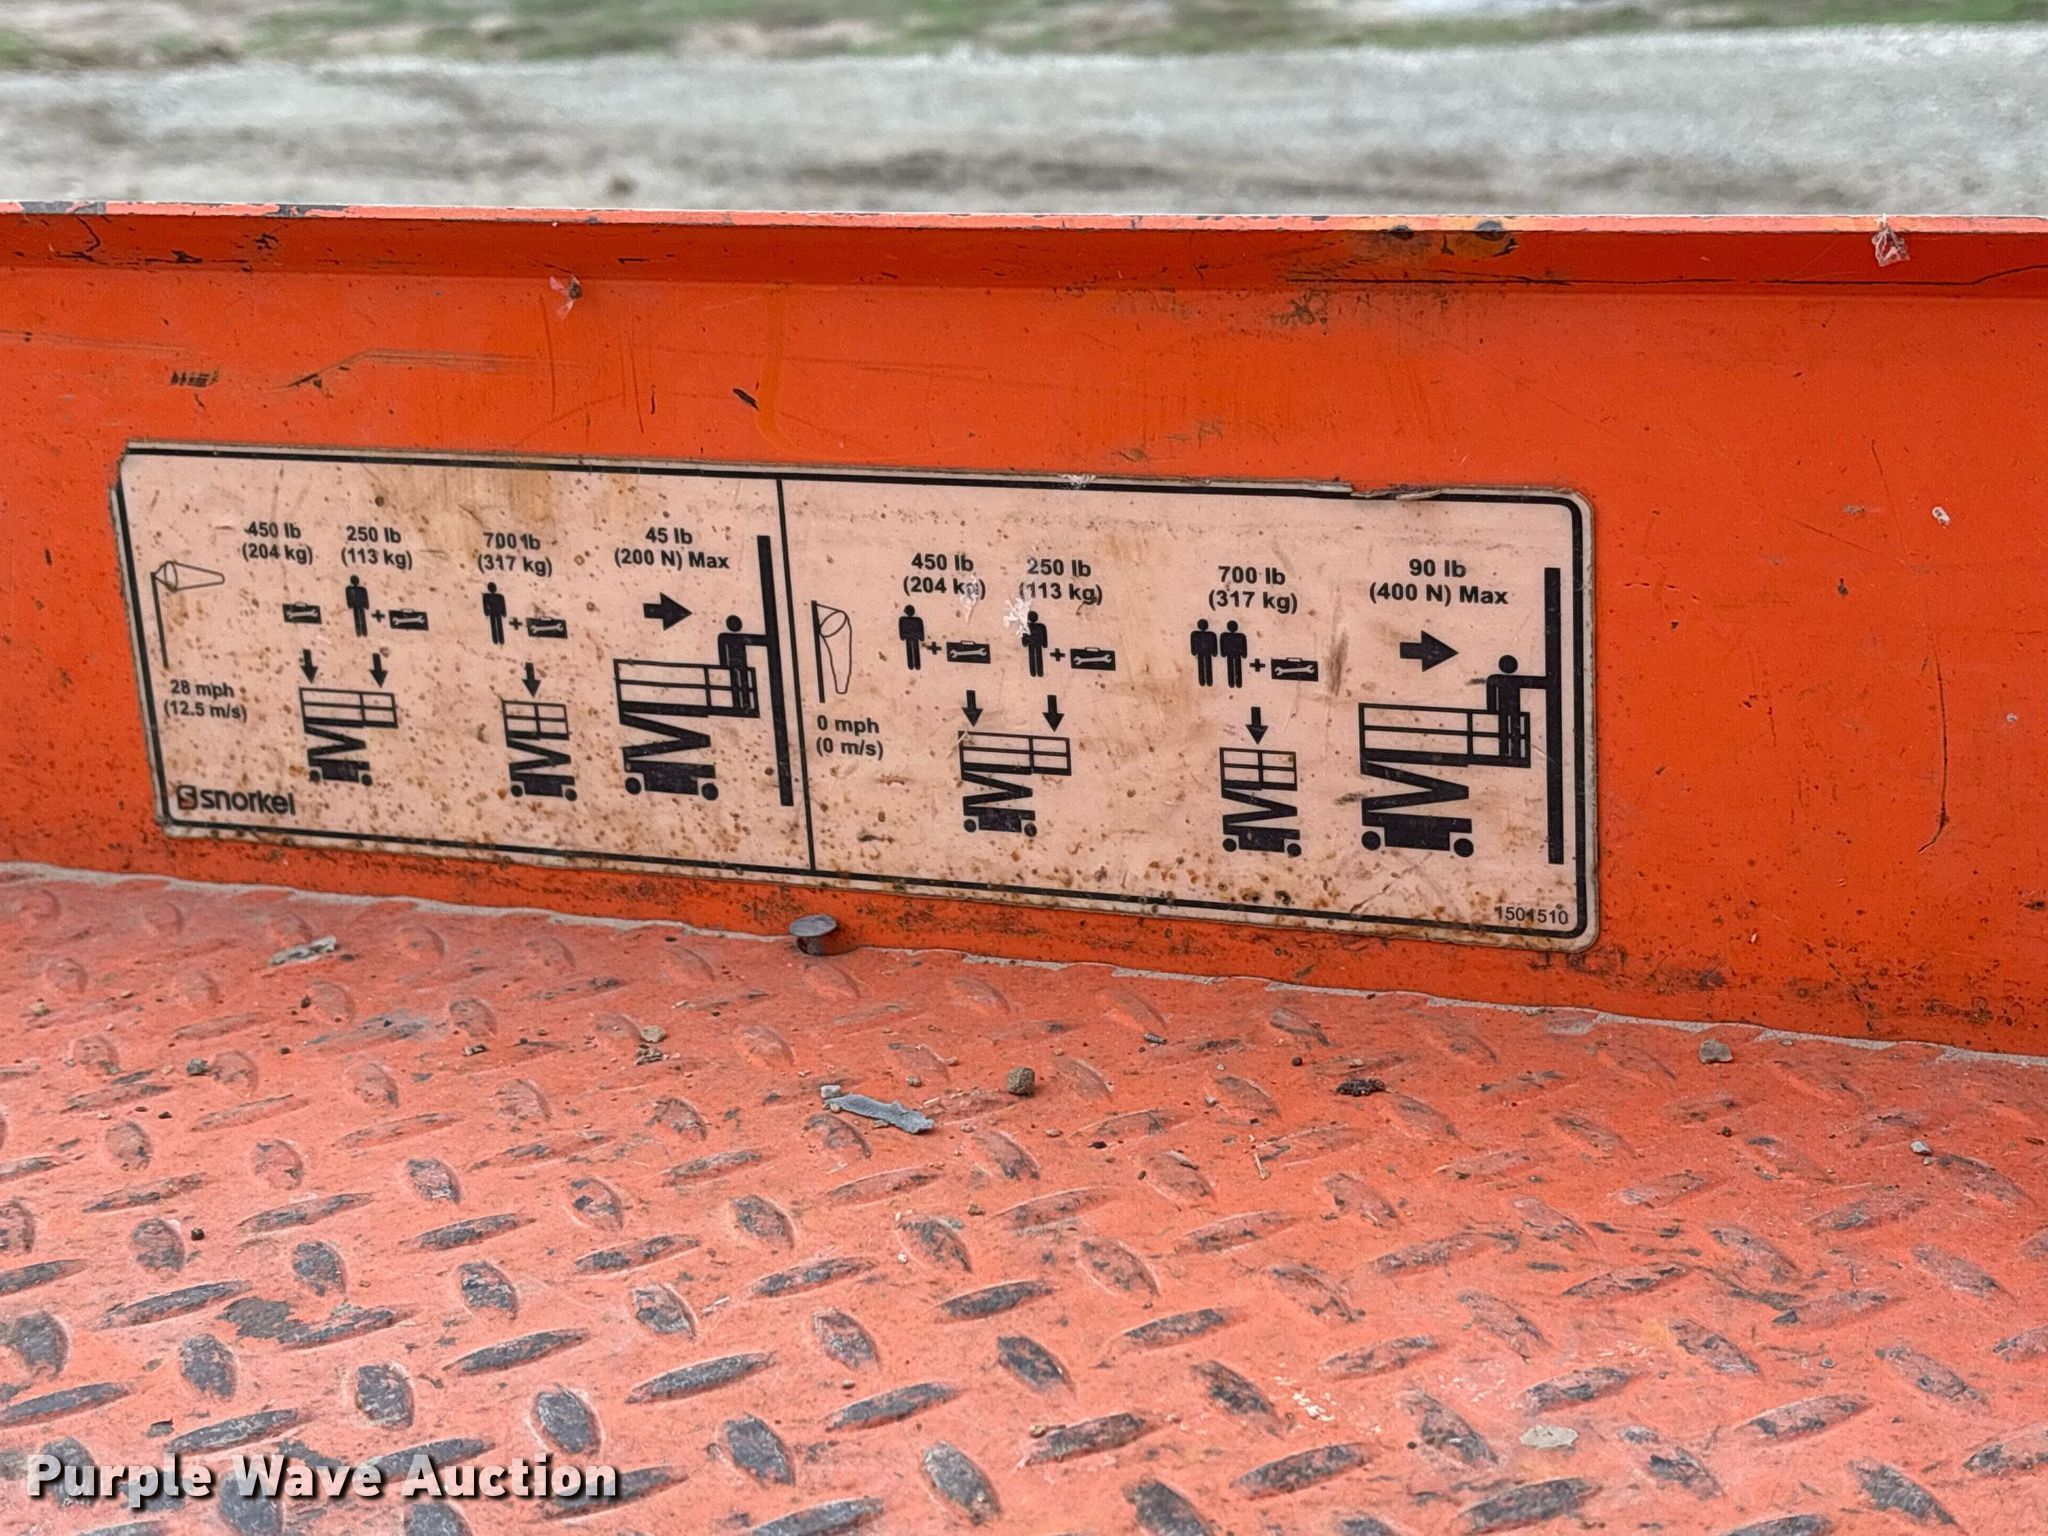 450 lb
(204 kg)
250 lb
(113 kg)
700 lb
(317 kg)
45 lb
(200 N) Max
28 mph
(12.5 m/s)
snorkel
450 lb
(204 kg)
250 lb
(113 kg)
700 lb
(317 kg)
90 lb
(400 N) Max
0 mph
(0 m/s)
1501510
Purple Wave Auction